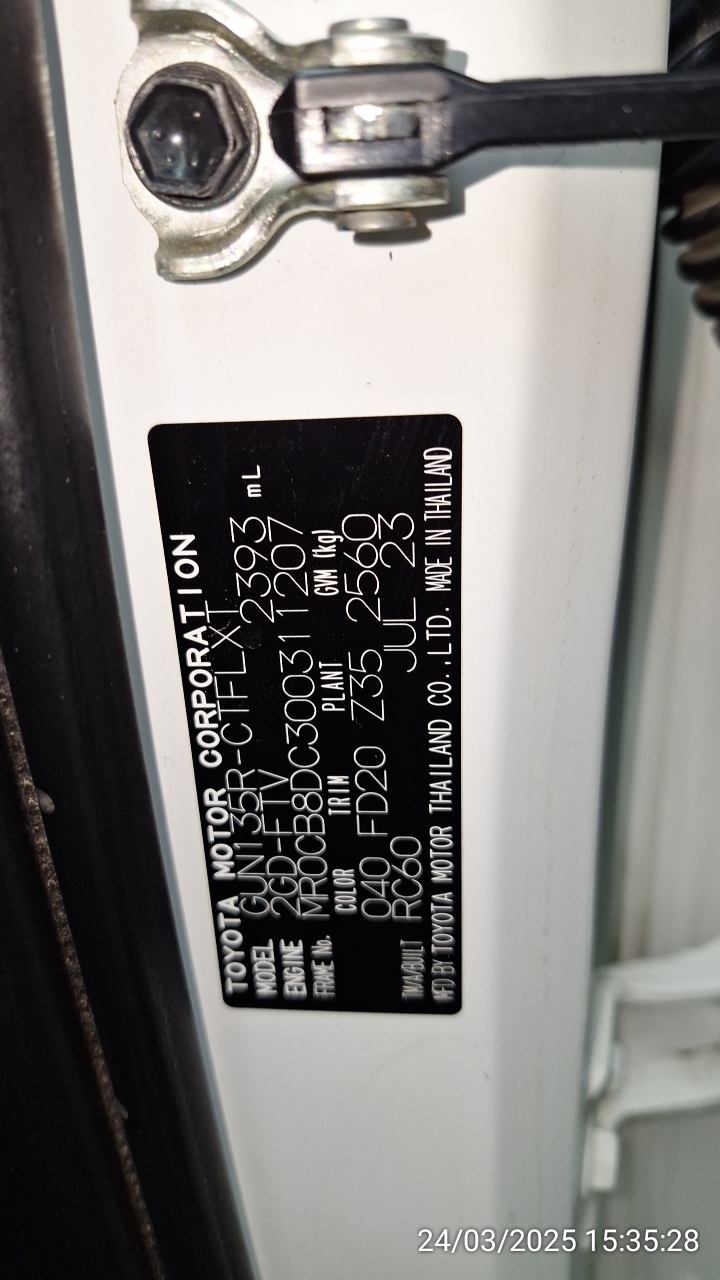 TOYOTA MOTOR CORPORATION
MODEL GUN135R-CTFLXT
ENGINE 2GD-FTV 2393 mL
FRAME No. MR0CB8DC300311207
COLOR TRIM PLANT GVM (kg)
040 FD20 Z35 2560
TM/A/BUILT RC60 JUL 23
MFD BY TOYOTA MOTOR THAILAND CO.,LTD. MADE IN THAILAND
24/03/2025 15:35:28